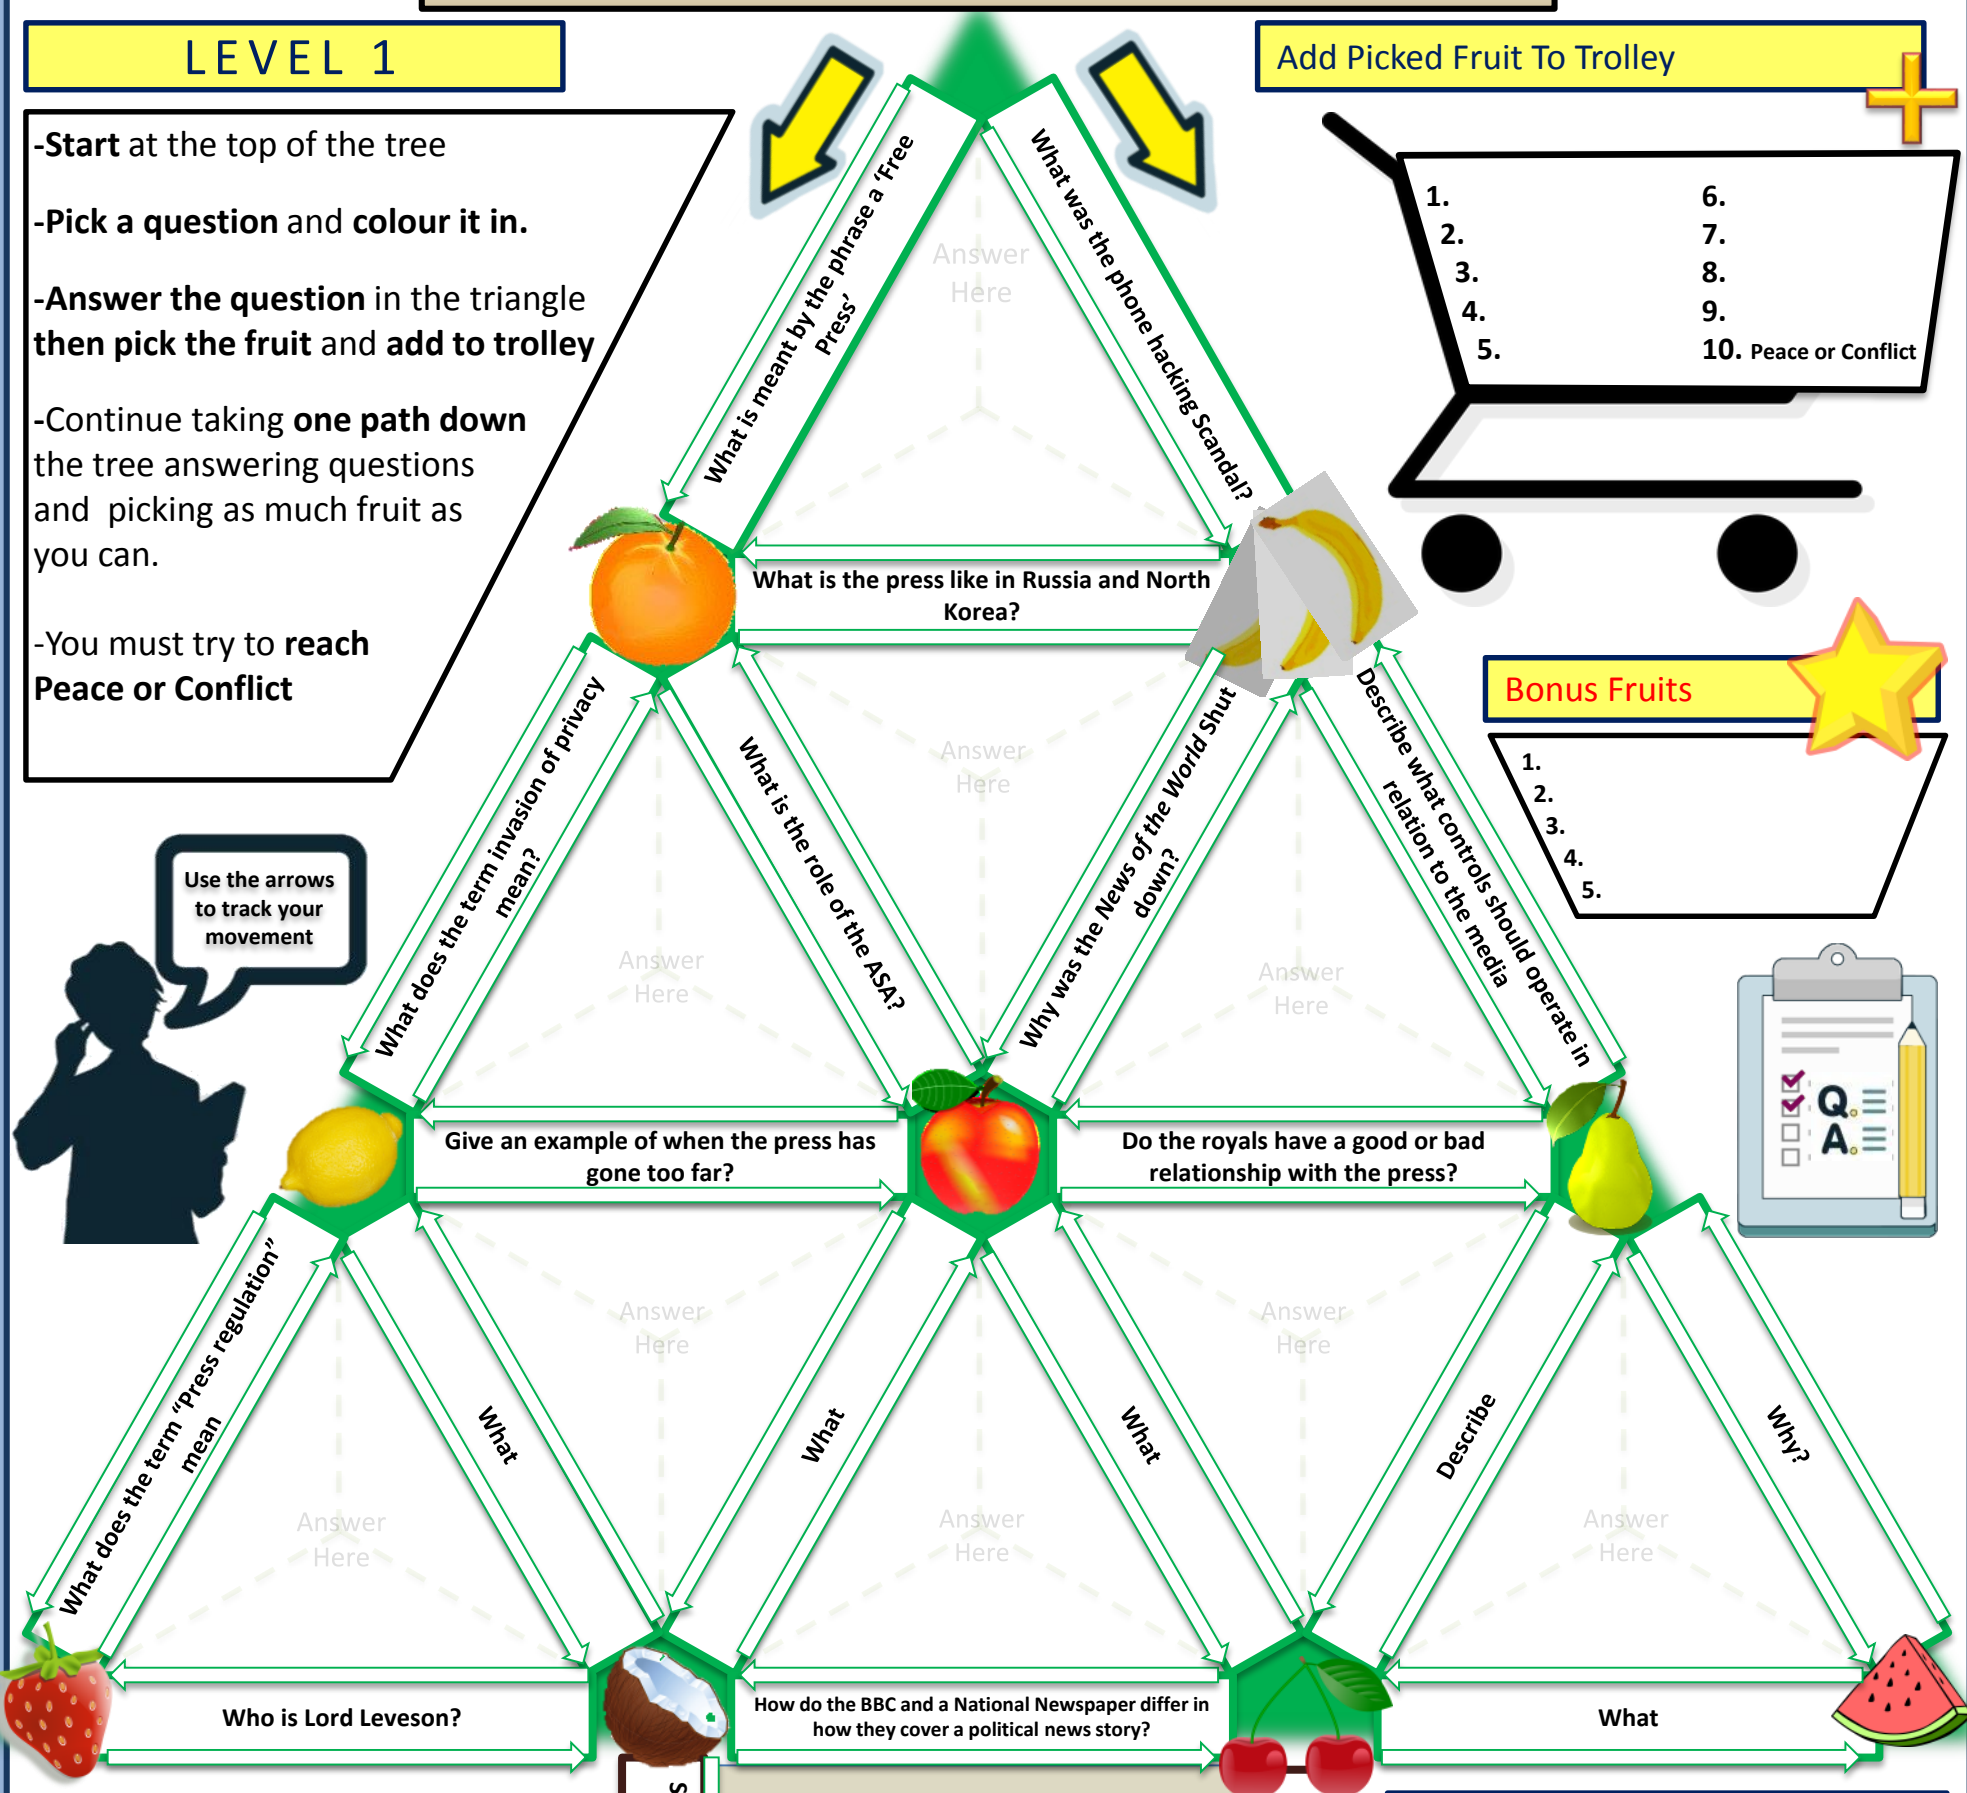 LEVEL 1
Add Picked Fruit To Trolley
-Start at the top of the tree
-Pick a question and colour it in.
-Answer the question in the triangle
then pick the fruit and add to trolley
-Continue taking one path down
the tree answering questions
and picking as much fruit as
you can.
-You must try to reach
Peace or Conflict
1.
2.
3.
4.
5.
6.
7.
8.
9.
10. Peace or Conflict
What is meant by the phrase a ‘Free
Press’
What was the phone hacking Scandal?
Answer
Here
What is the press like in Russia and North
Korea?
Bonus Fruits
1.
2.
3.
4.
5.
Use the arrows
to track your
movement
What does the term invasion of privacy
mean?
What is the role of the ASA?
Answer
Here
Why was the News of the World Shut
down?
Describe what controls should operate in
relation to the media
Answer
Here
Answer
Here
Q.
A.
Give an example of when the press has
gone too far?
Do the royals have a good or bad
relationship with the press?
What does the term “Press regulation”
mean
What
Answer
Here
What
What
Answer
Here
Describe
Why?
Answer
Here
Answer
Here
Answer
Here
Who is Lord Leveson?
How do the BBC and a National Newspaper differ in
how they cover a political news story?
What
s